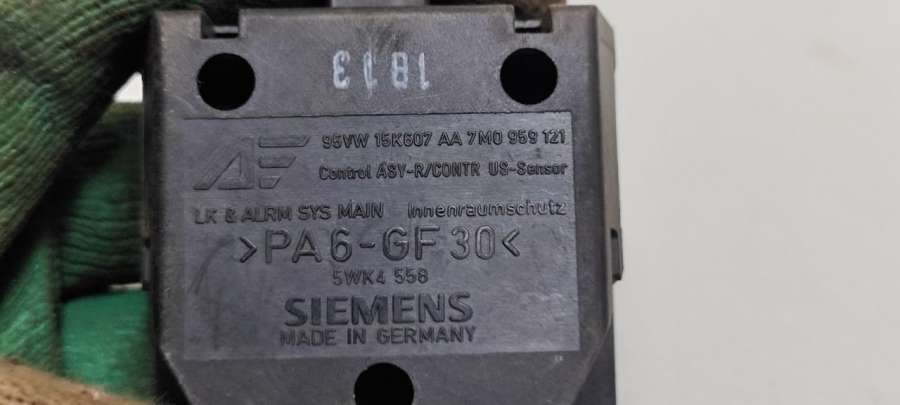 1813
AF
95VW 15K607 AA 7M0 959 121
Control ASY-R/CONTR US-Sensor
LK & ALRM SYS MAIN Innenraumschutz
>PA6-GF30<
5WK4 558
SIEMENS
MADE IN GERMANY